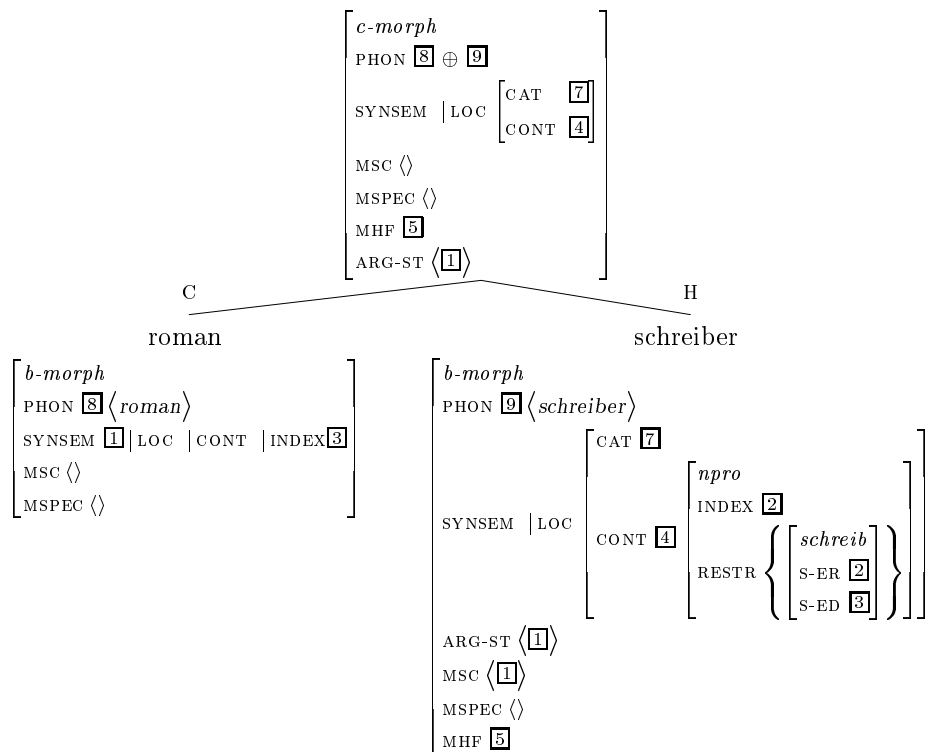 c-morph
PHON 8 ⊕ 9
SYNSEM | LOC [CAT 7
CONT 4]
MSC ⟨⟩
MSPEC ⟨⟩
MHF 5
ARG-ST ⟨1⟩
C H
roman schreiber
b-morph
PHON 8 ⟨roman⟩
SYNSEM 1 | LOC | CONT | INDEX 3
MSC ⟨⟩
MSPEC ⟨⟩
b-morph
PHON 9 ⟨schreiber⟩
SYNSEM | LOC
CAT 7
CONT 4
npro
INDEX 2
RESTR
schreib
S-ER 2
S-ED 3
ARG-ST ⟨1⟩
MSC ⟨1⟩
MSPEC ⟨⟩
MHF 5